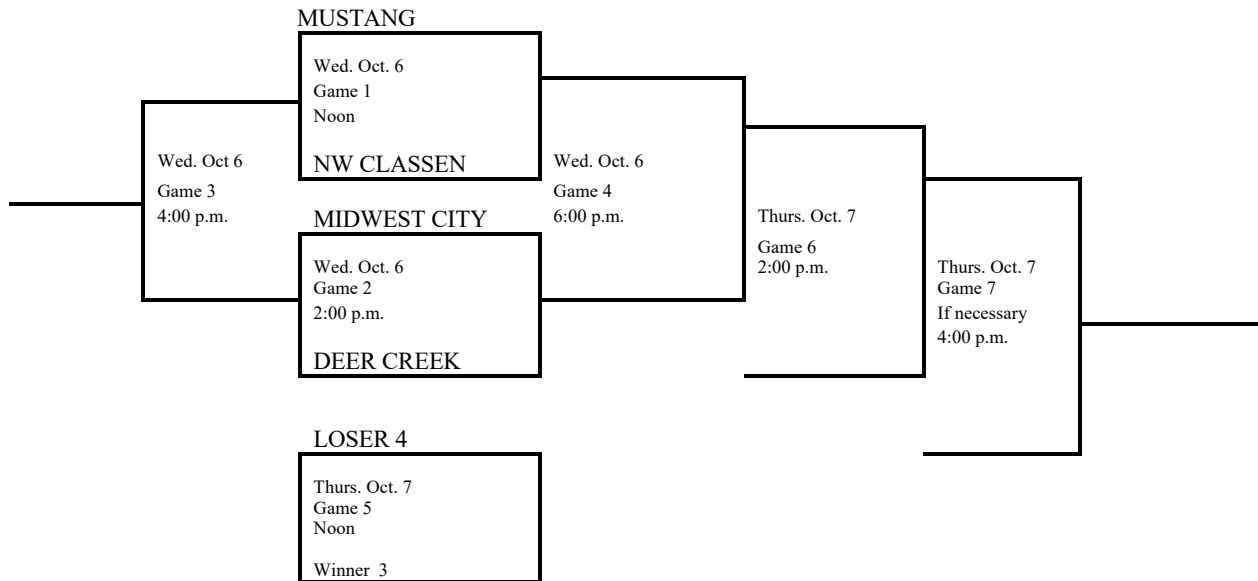 MUSTANG
Wed. Oct. 6
Game 1
Noon
NW CLASSEN
Wed. Oct 6
Game 3
4:00 p.m.
MIDWEST CITY
Wed. Oct. 6
Game 2
2:00 p.m.
DEER CREEK
Wed. Oct. 6
Game 4
6:00 p.m.
Thurs. Oct. 7
Game 6
2:00 p.m.
Thurs. Oct. 7
Game 7
If necessary
4:00 p.m.
LOSER 4
Thurs. Oct. 7
Game 5
Noon
Winner 3